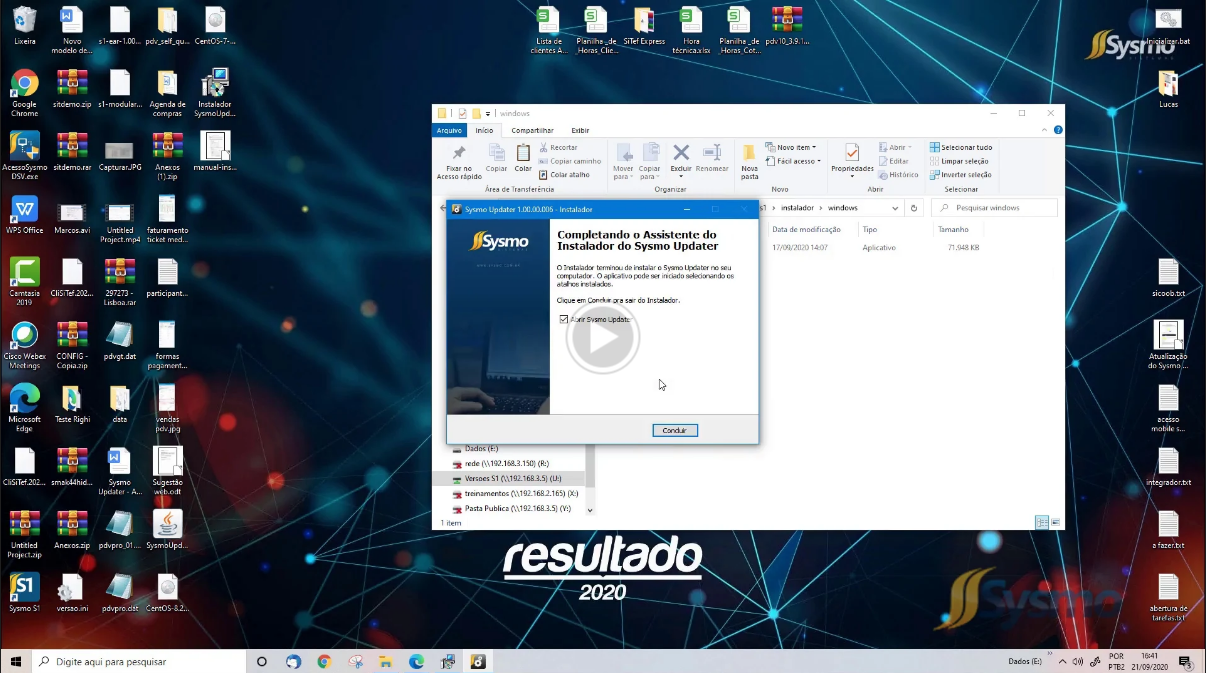 Lixeira
Novo
modelo de...
s1-ear-1.00...
pdv_self_qu...
CentOS-7-...
Google
Chrome
sitdemo.zip
s1-modular...
Agenda de
compras
Instalador
SysmoUpd...
AcessoSysmo
DSV.exe
sitdemo.rar
Capturar.JPG
Anexos
(1).zip
manual-ins...
WPS Office
Marcos.avi
Untitled
Project.mp4
faturamento
ticket med...
Camtasia
2019
CliSiTef.202...
297273 -
Lisboa.rar
participant...
Cisco Webex
Meetings
CONFIG -
Copia.zip
pdvgt.dat
formas
pagament...
Microsoft
Edge
Teste Righi
data
vendas
pdv.jpg
CliSiTef.202...
smak44hid...
Sysmo
Updater - A...
Sugestão
web.odt
Untitled
Project.zip
Anexos.zip
pdvpro_01....
SysmoUpd...
S1
Sysmo S1
versao.ini
pdvpro.dat
CentOS-8.2...
Lista de
clientes A...
Planilha _de
_Horas_Clie...
SiTef Express
Hora
técnica.xlsx
Planilha _de
_Horas_Cot...
pdv10_3.9.1...
Sysmo
Inicializar.bat
Lucas
sicoob.txt
Atualização
do Sysmo ...
acesso
mobile s...
integrador.txt
a fazer.txt
abertura de
tarefas.txt
windows
Arquivo
Início
Compartilhar
Exibir
Fixar no
Acesso rápido
Copiar
Colar
Recortar
Copiar caminho
Colar atalho
Área de Transferência
Mover
para
Copiar
para
Excluir
Renomear
Organizar
Nova
pasta
Novo item
Fácil acesso
Novo
Propriedades
Abrir
Editar
Histórico
Abrir
Selecionar tudo
Limpar seleção
Inverter seleção
Selecionar
s1 > instalador > windows
Pesquisar windows
Data de modificação
Tipo
Tamanho
17/09/2020 14:07
Aplicativo
71.948 KB
Sysmo Updater 1.00.00.006 - Instalador
Sysmo
Completando o Assistente do
Instalador do Sysmo Updater
O Instalador terminou de instalar o Sysmo Updater no seu
computador. O aplicativo pode ser iniciado selecionando os
atalhos instalados.
Clique em Concluir pra sair do Instalador.
Abrir Sysmo Updater
Concluir
Dados (E:)
rede (\\192.168.3.150) (R:)
Versoes S1 (\\192.168.3.5) (U:)
treinamentos (\\192.168.2.165) (X:)
Pasta Publica (\\192.168.3.5) (Y:)
1 item
resultado
2020
Sysmo
Digite aqui para pesquisar
Dados (E:)
POR
PTB2
16:41
21/09/2020
3